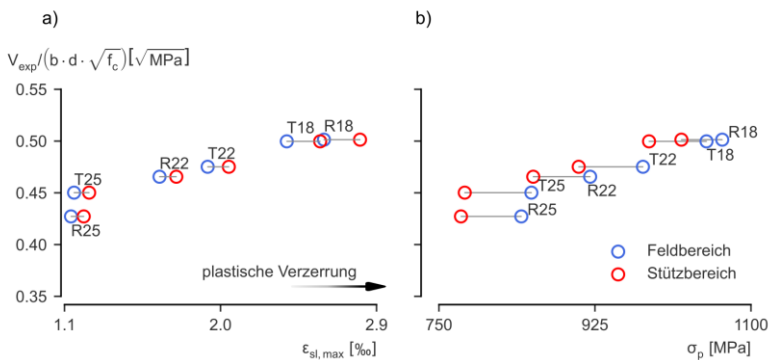 a)
b)
V_exp/(b·d·√f_c)[√MPa]
0.55
0.50
0.45
0.40
0.35
T25
R25
R22
T22
T18
R18
plastische Verzerrung
1.1
2.0
2.9
ε_sl,max [‰]
R18
T18
T22
R22
T25
R25
Feldbereich
Stützbereich
750
925
1100
σ_p [MPa]